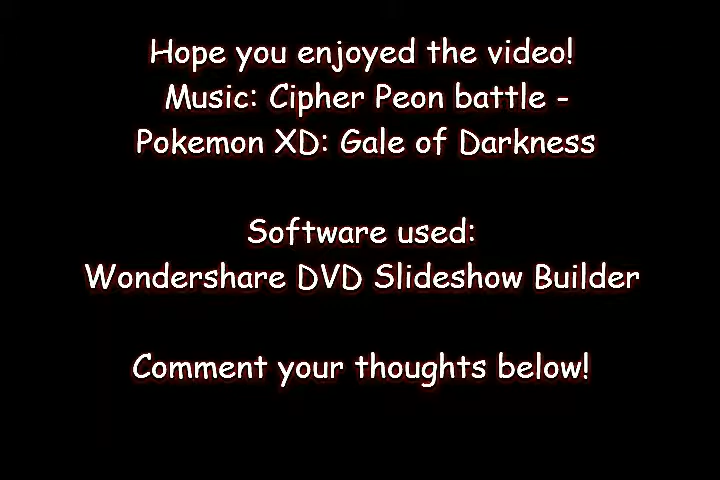 Hope you enjoyed the video!
Music: Cipher Peon battle -
Pokemon XD: Gale of Darkness
Software used:
Wondershare DVD Slideshow Builder
Comment your thoughts below!